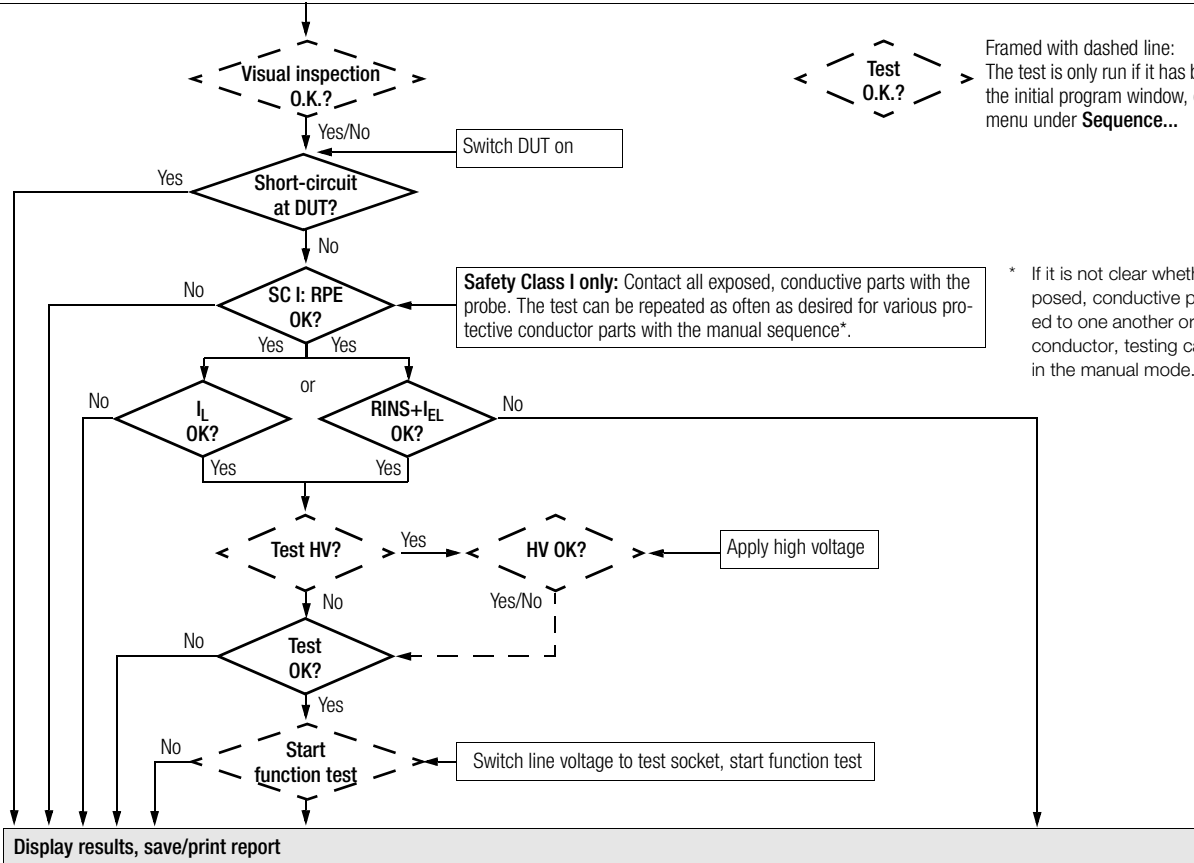 Visual inspection
O.K.?
Test
O.K.?
Framed with dashed line:
The test is only run if it has
the initial program window,
menu under Sequence...
Yes/No
Switch DUT on
Yes
Short-circuit
at DUT?
No
No
SC I: RPE
OK?
Safety Class I only: Contact all exposed, conductive parts with the
probe. The test can be repeated as often as desired for various pro-
tective conductor parts with the manual sequence*.
* If it is not clear
posed, conductive
ed to one another or
conductor, testing
in the manual mode.
Yes Yes
or
No
IL
OK?
RINS+IEL
OK?
No
Yes
Yes
Test HV?
Yes
HV OK?
Apply high voltage
No
Yes/No
No
Test
OK?
Yes
No
Start
function test
Switch line voltage to test socket, start function test
Display results, save/print report